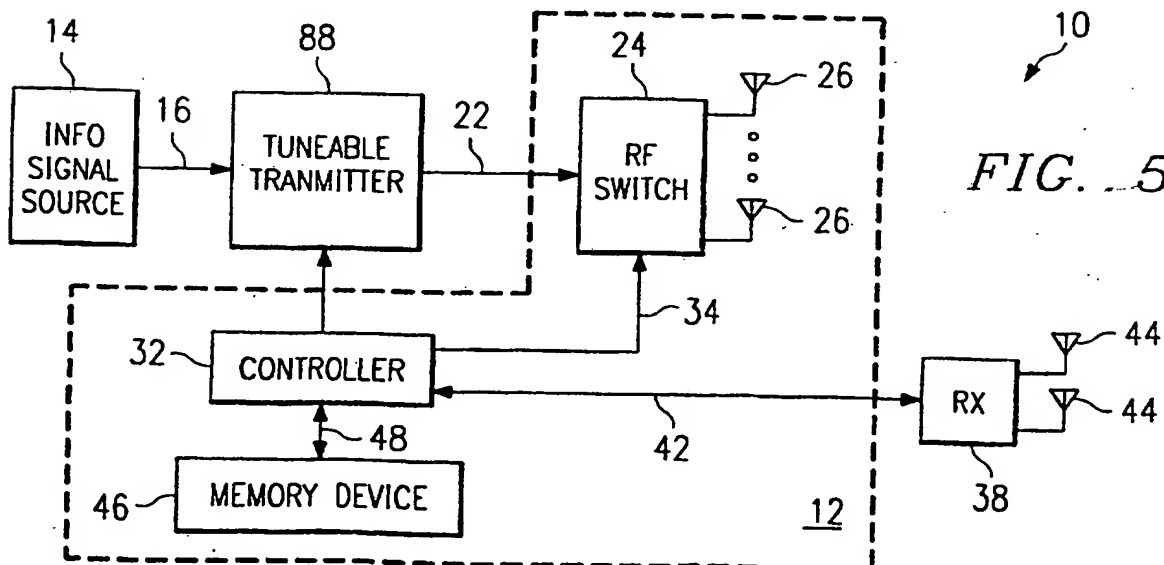 14
88
24
10
INFO
SIGNAL
SOURCE
16
TUNEABLE
TRANMITTER
22
RF
SWITCH
26
26
FIG. 5
34
32
CONTROLLER
42
48
46
MEMORY DEVICE
12
RX
44
44
38